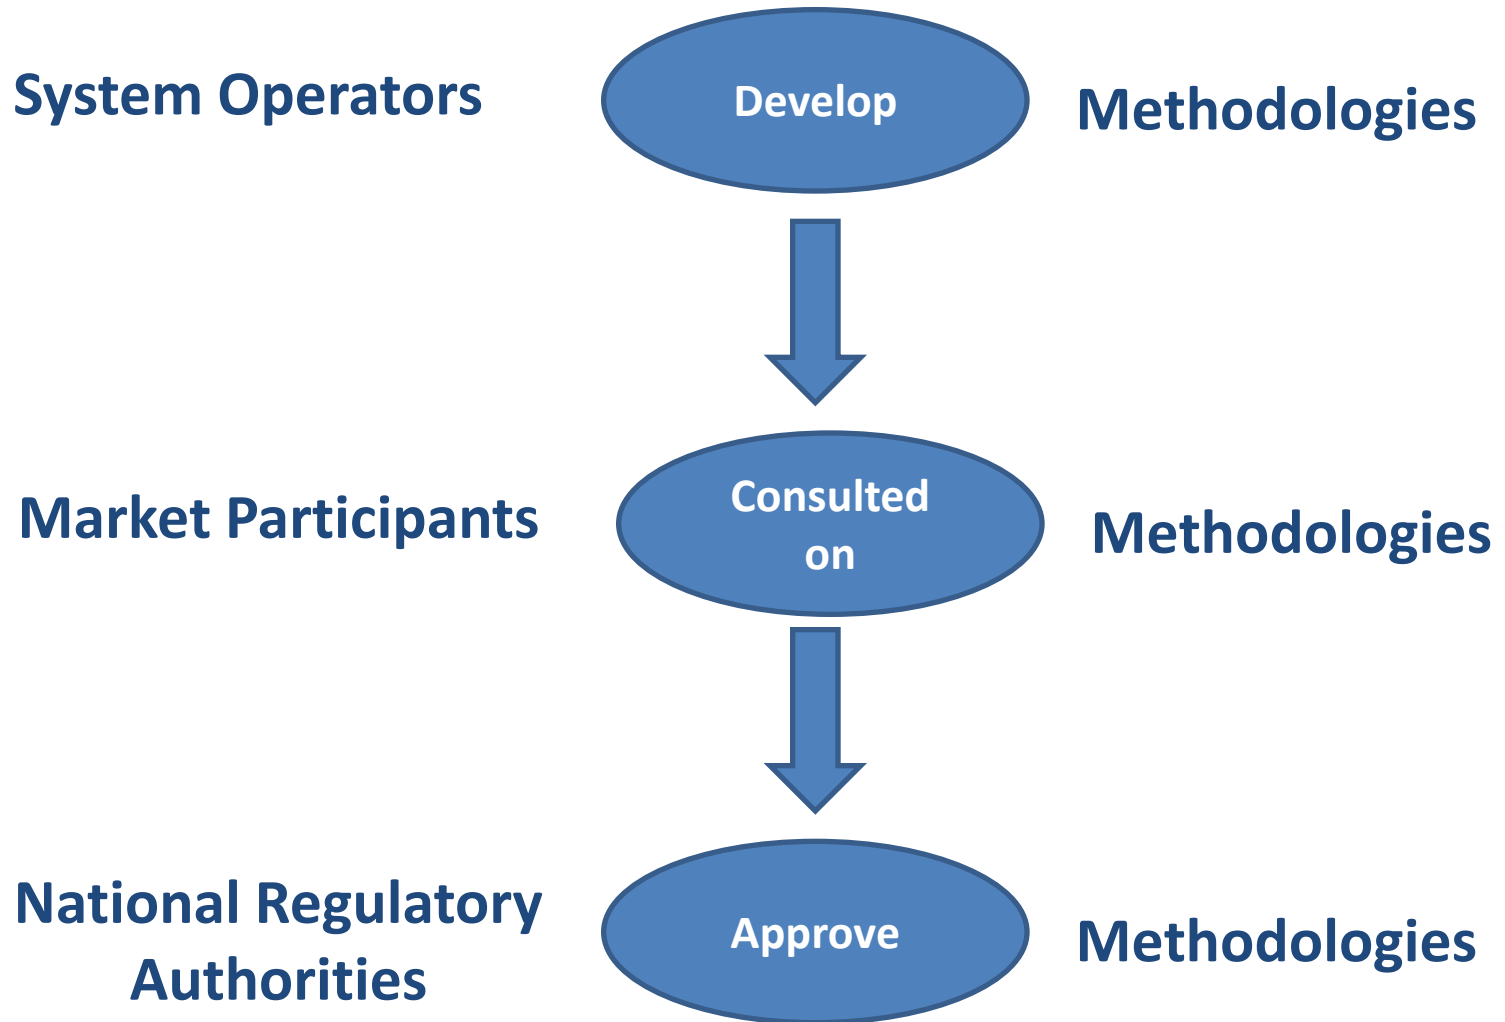 System Operators
Develop
Methodologies
Market Participants
Consulted
on
Methodologies
National Regulatory
Authorities
Approve
Methodologies